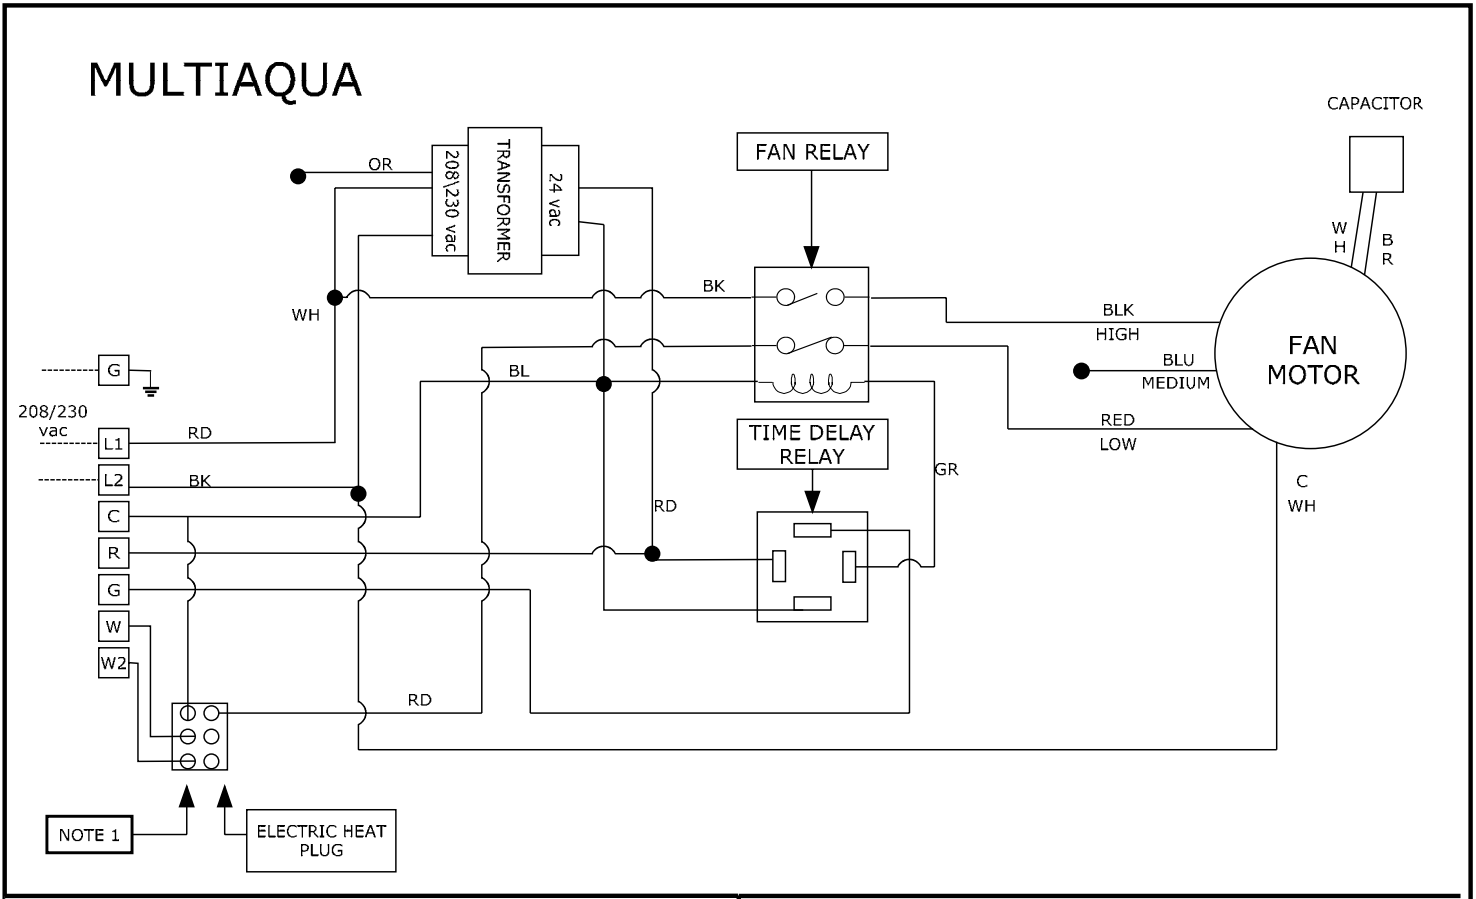 MULTIAQUA
CAPACITOR
FAN RELAY
OR
208\230 vac
TRANSFORMER
24 vac
W
H
B
R
BK
WH
BLK
HIGH
FAN
MOTOR
BLU
MEDIUM
G
BL
208/230
vac
RED
LOW
TIME DELAY
RELAY
L1
RD
GR
L2
BK
C
WH
C
RD
R
G
W
W2
RD
NOTE 1
ELECTRIC HEAT
PLUG